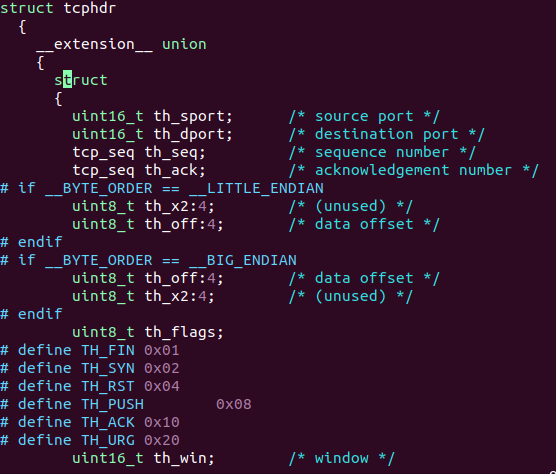 struct tcphdr
  {
    __extension__ union
    {
      struct
      {
        uint16_t th_sport;      /* source port */
        uint16_t th_dport;      /* destination port */
        tcp_seq th_seq;         /* sequence number */
        tcp_seq th_ack;         /* acknowledgement number */
# if __BYTE_ORDER == __LITTLE_ENDIAN
        uint8_t th_x2:4;        /* (unused) */
        uint8_t th_off:4;       /* data offset */
# endif
# if __BYTE_ORDER == __BIG_ENDIAN
        uint8_t th_off:4;       /* data offset */
        uint8_t th_x2:4;        /* (unused) */
# endif
        uint8_t th_flags;
# define TH_FIN 0x01
# define TH_SYN 0x02
# define TH_RST 0x04
# define TH_PUSH        0x08
# define TH_ACK 0x10
# define TH_URG 0x20
        uint16_t th_win;        /* window */